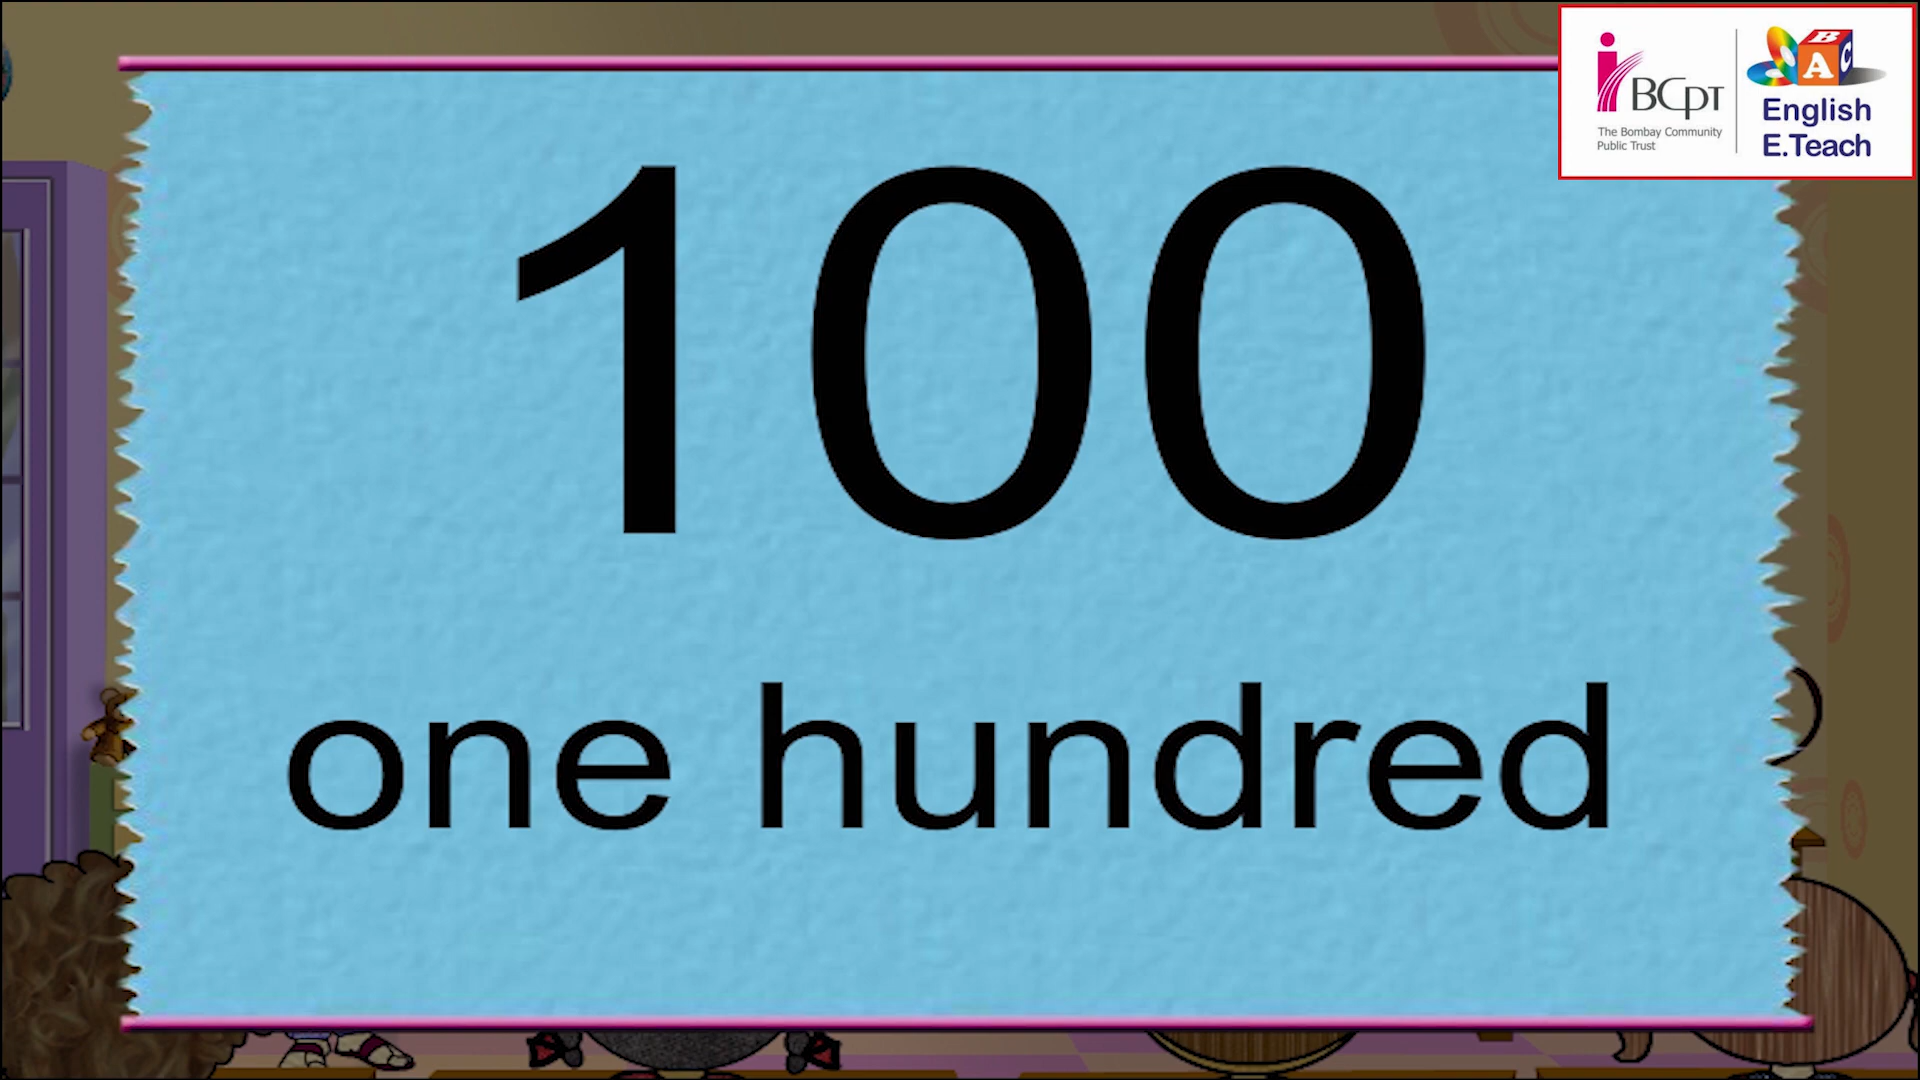 100
one hundred
BCPT
The Bombay Community
Public Trust
B
A C
English
E.Teach